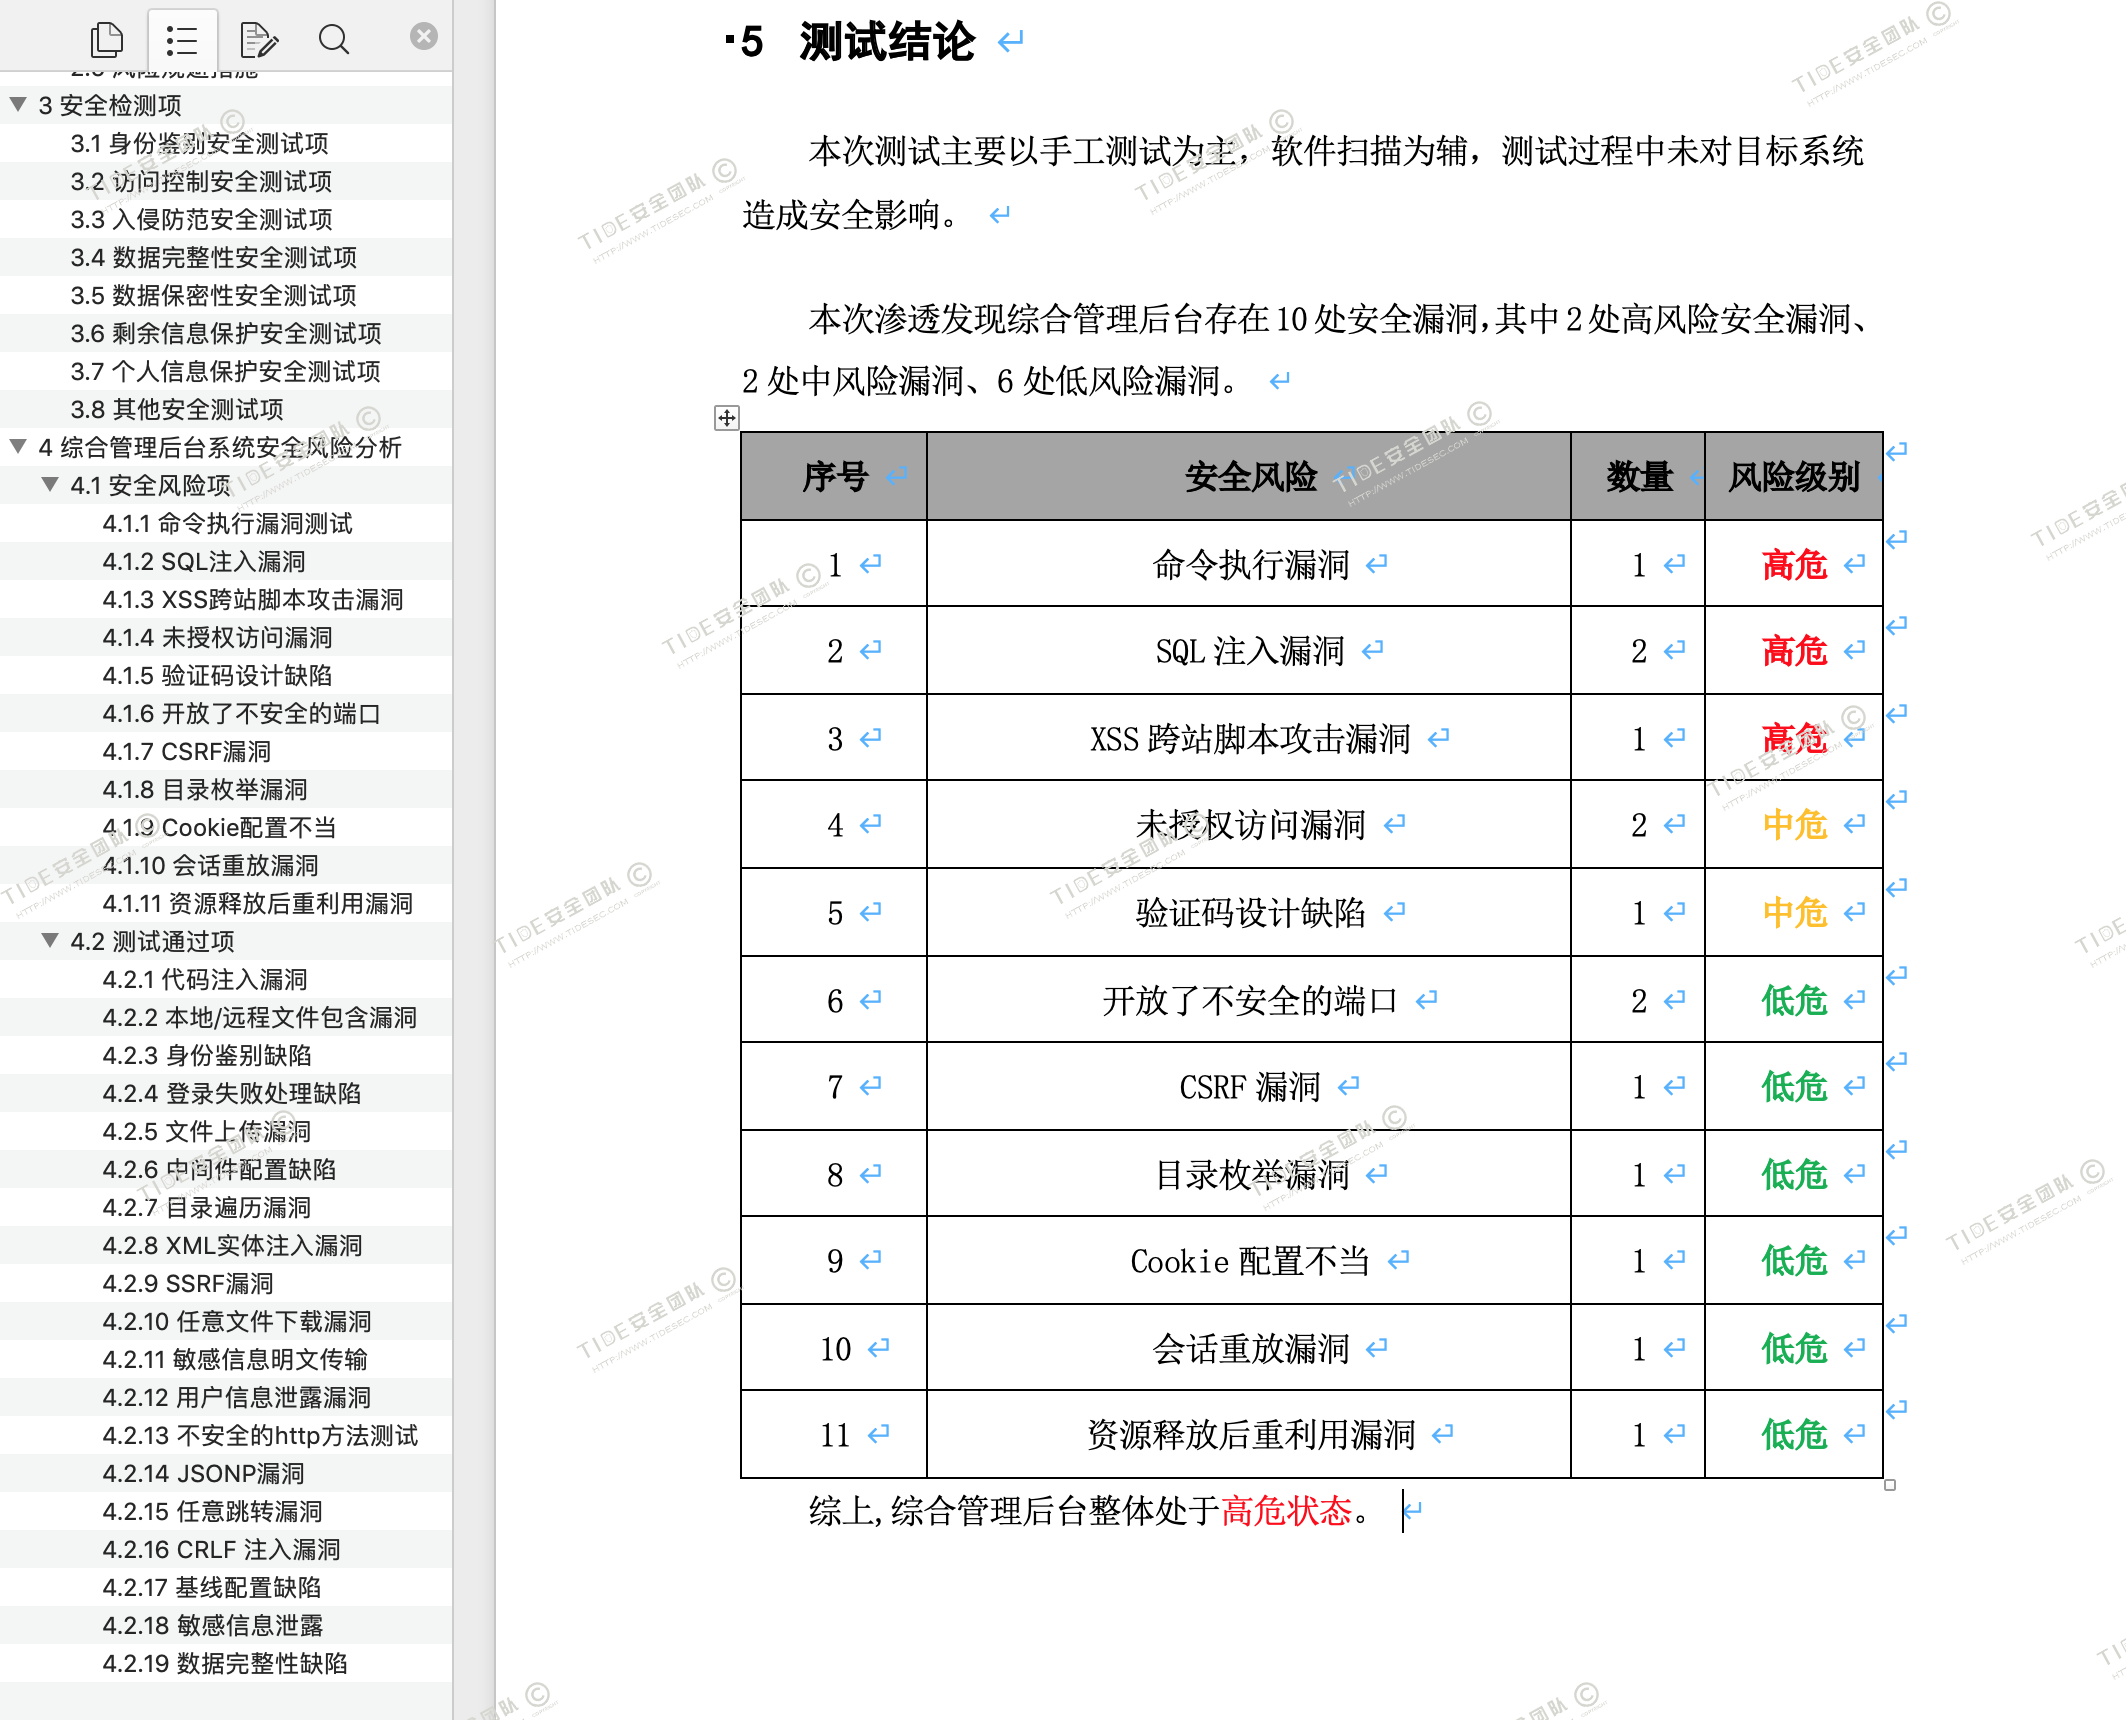 3 安全检测项
3.1 身份鉴别安全测试项
3.2 访问控制安全测试项
3.3 入侵防范安全测试项
3.4 数据完整性安全测试项
3.5 数据保密性安全测试项
3.6 剩余信息保护安全测试项
3.7 个人信息保护安全测试项
3.8 其他安全测试项
4 综合管理后台系统安全风险分析
4.1 安全风险项
4.1.1 命令执行漏洞测试
4.1.2 SQL注入漏洞
4.1.3 XSS跨站脚本攻击漏洞
4.1.4 未授权访问漏洞
4.1.5 验证码设计缺陷
4.1.6 开放了不安全的端口
4.1.7 CSRF漏洞
4.1.8 目录枚举漏洞
4.1.9 Cookie配置不当
4.1.10 会话重放漏洞
4.1.11 资源释放后重利用漏洞
4.2 测试通过项
4.2.1 代码注入漏洞
4.2.2 本地/远程文件包含漏洞
4.2.3 身份鉴别缺陷
4.2.4 登录失败处理缺陷
4.2.5 文件上传漏洞
4.2.6 中间件配置缺陷
4.2.7 目录遍历漏洞
4.2.8 XML实体注入漏洞
4.2.9 SSRF漏洞
4.2.10 任意文件下载漏洞
4.2.11 敏感信息明文传输
4.2.12 用户信息泄露漏洞
4.2.13 不安全的http方法测试
4.2.14 JSONP漏洞
4.2.15 任意跳转漏洞
4.2.16 CRLF 注入漏洞
4.2.17 基线配置缺陷
4.2.18 敏感信息泄露
4.2.19 数据完整性缺陷
5 测试结论
本次测试主要以手工测试为主，软件扫描为辅，测试过程中未对目标系统
造成安全影响。
本次渗透发现综合管理后台存在 10 处安全漏洞,其中 2 处高风险安全漏洞、
2 处中风险漏洞、6 处低风险漏洞。
序号 安全风险 数量 风险级别
1 命令执行漏洞 1 高危
2 SQL 注入漏洞 2 高危
3 XSS 跨站脚本攻击漏洞 1 高危
4 未授权访问漏洞 2 中危
5 验证码设计缺陷 1 中危
6 开放了不安全的端口 2 低危
7 CSRF 漏洞 1 低危
8 目录枚举漏洞 1 低危
9 Cookie 配置不当 1 低危
10 会话重放漏洞 1 低危
11 资源释放后重利用漏洞 1 低危
综上,综合管理后台整体处于高危状态。
TIDE安全团队 ©
HTTP://WWW.TIDESEC.COM